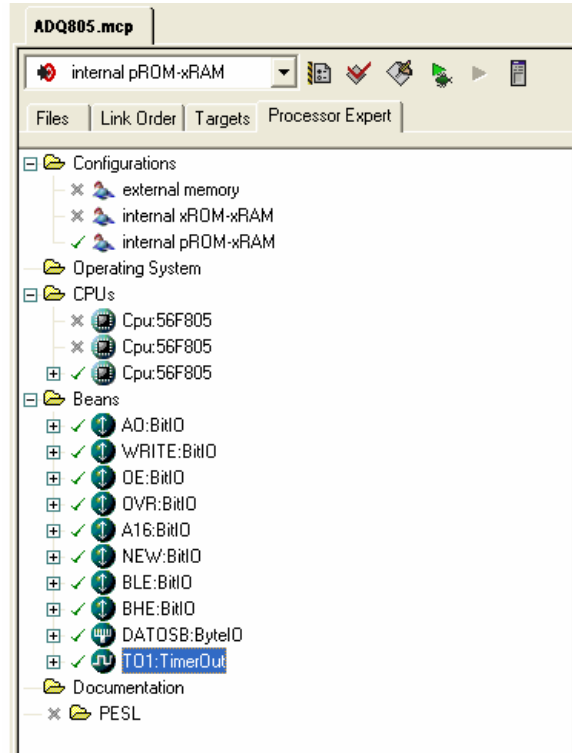 ADQ805.mcp
internal pROM-xRAM
Files Link Order Targets Processor Expert
Configurations
external memory
internal xROM-xRAM
internal pROM-xRAM
Operating System
CPUs
Cpu:56F805
Cpu:56F805
Cpu:56F805
Beans
AO:BitIO
WRITE:BitIO
OE:BitIO
OVR:BitIO
A16:BitIO
NEW:BitIO
BLE:BitIO
BHE:BitIO
DATOSB:ByteIO
TO1:TimerOut
Documentation
PESL